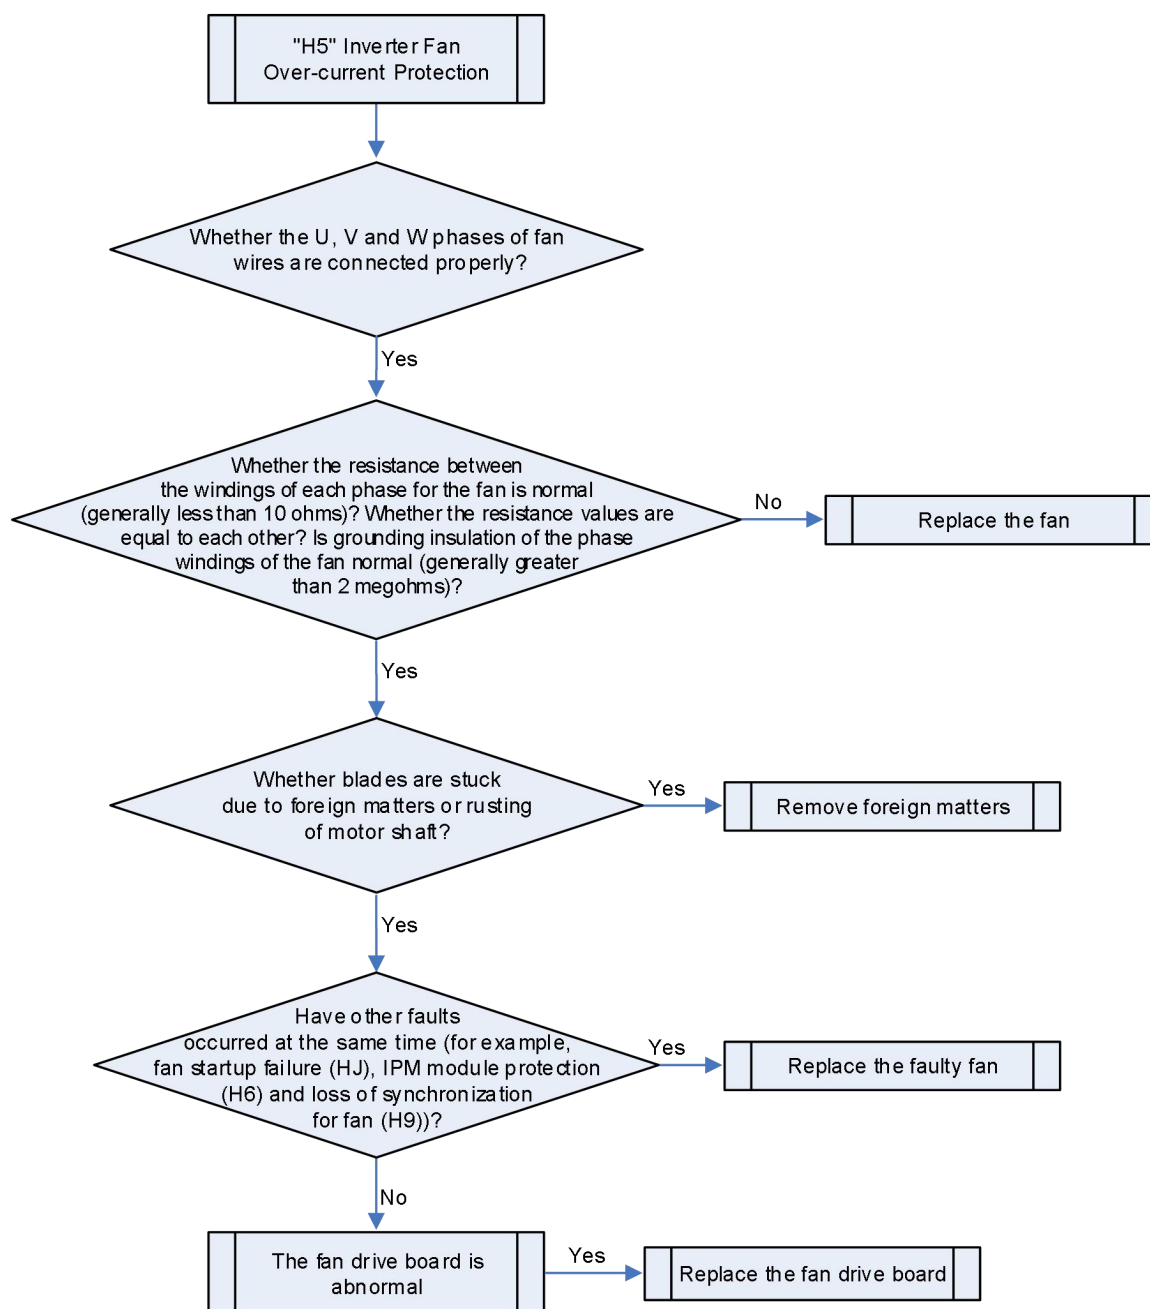 "H5" Inverter Fan
Over-current Protection
Whether the U, V and W phases of fan
wires are connected properly?
Yes
Whether the resistance between
the windings of each phase for the fan is normal
(generally less than 10 ohms)? Whether the resistance values are
equal to each other? Is grounding insulation of the phase
windings of the fan normal (generally greater
than 2 megohms)?
No
Replace the fan
Yes
Whether blades are stuck
due to foreign matters or rusting
of motor shaft?
Yes
Remove foreign matters
Yes
Have other faults
occurred at the same time (for example,
fan startup failure (HJ), IPM module protection
(H6) and loss of synchronization
for fan (H9))?
Yes
Replace the faulty fan
No
The fan drive board is
abnormal
Yes
Replace the fan drive board